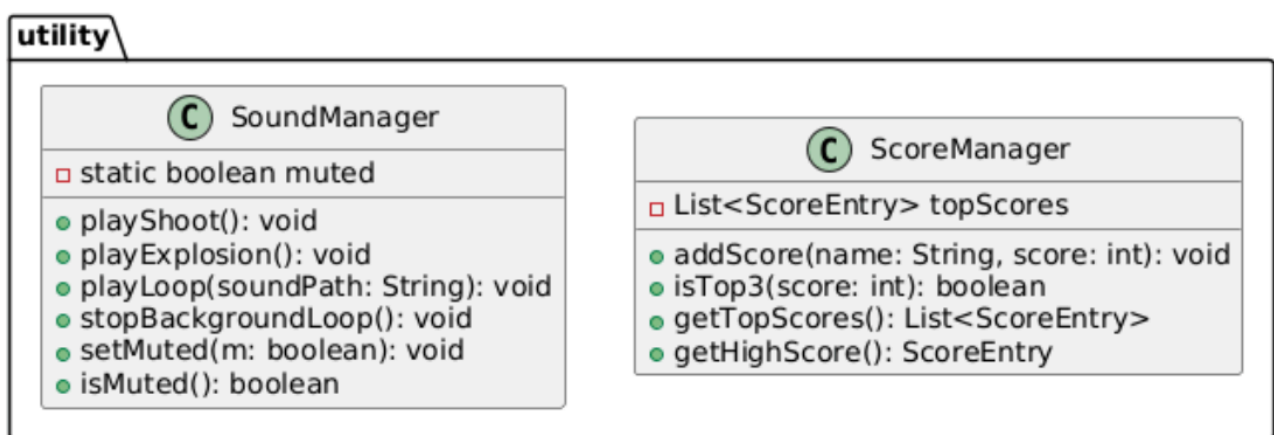 utility
C SoundManager
static boolean muted
playShoot(): void
playExplosion(): void
playLoop(soundPath: String): void
stopBackgroundLoop(): void
setMuted(m: boolean): void
isMuted(): boolean
C ScoreManager
List<ScoreEntry> topScores
addScore(name: String, score: int): void
isTop3(score: int): boolean
getTopScores(): List<ScoreEntry>
getHighScore(): ScoreEntry